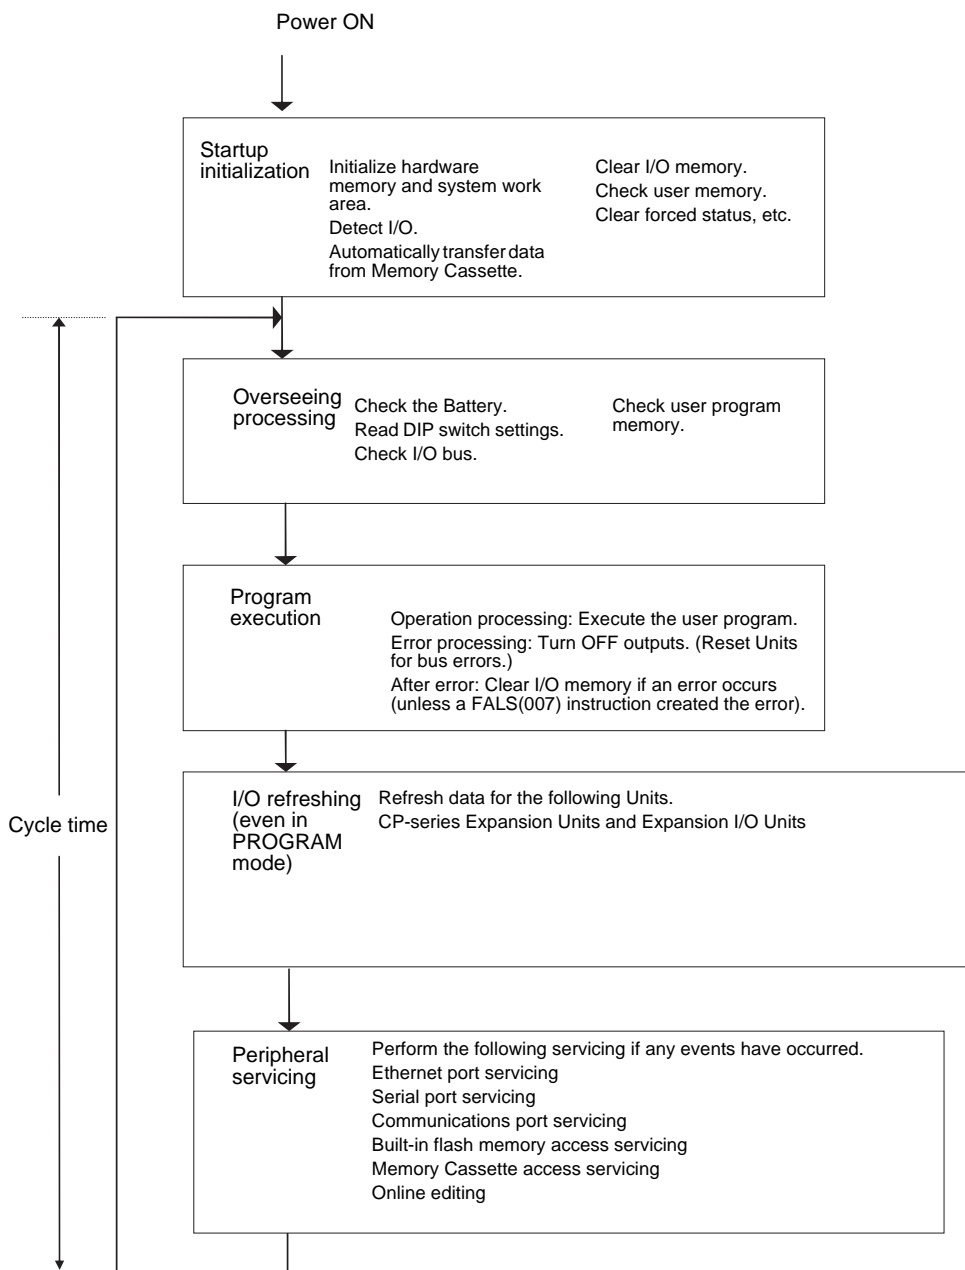 Power ON
Startup
initialization
Initialize hardware
memory and system work
area.
Detect I/O.
Automatically transfer data
from Memory Cassette.
Clear I/O memory.
Check user memory.
Clear forced status, etc.
Overseeing
processing
Check the Battery.
Read DIP switch settings.
Check I/O bus.
Check user program
memory.
Program
execution
Operation processing: Execute the user program.
Error processing: Turn OFF outputs. (Reset Units
for bus errors.)
After error: Clear I/O memory if an error occurs
(unless a FALS(007) instruction created the error).
Cycle time
I/O refreshing
(even in
PROGRAM
mode)
Refresh data for the following Units.
CP-series Expansion Units and Expansion I/O Units
Peripheral
servicing
Perform the following servicing if any events have occurred.
Ethernet port servicing
Serial port servicing
Communications port servicing
Built-in flash memory access servicing
Memory Cassette access servicing
Online editing